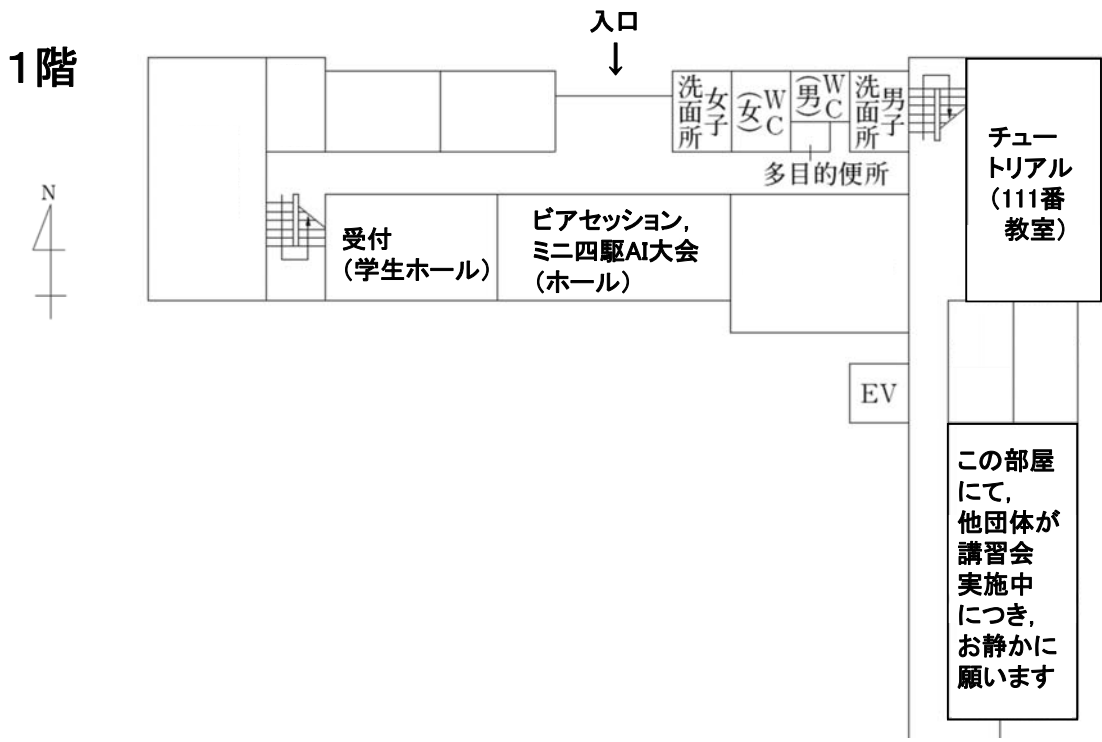 1階
入口
↓
女子
洗面所
WC
(女)
WC
(男)
男子
洗面所
多目的便所
N
チュー
トリアル
(111番
教室)
受付
(学生ホール)
ビアセッション,
ミニ四駆AI大会
(ホール)
EV
この部屋
にて,
他団体が
講習会
実施中
につき,
お静かに
願います